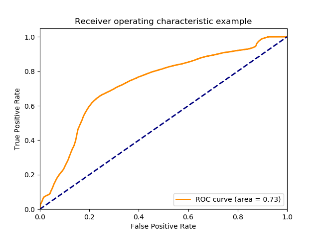 Receiver operating characteristic example
1.0
0.8
0.6
0.4
0.2
0.0
True Positive Rate
ROC curve (area = 0.73)
0.0 0.2 0.4 0.6 0.8 1.0
False Positive Rate